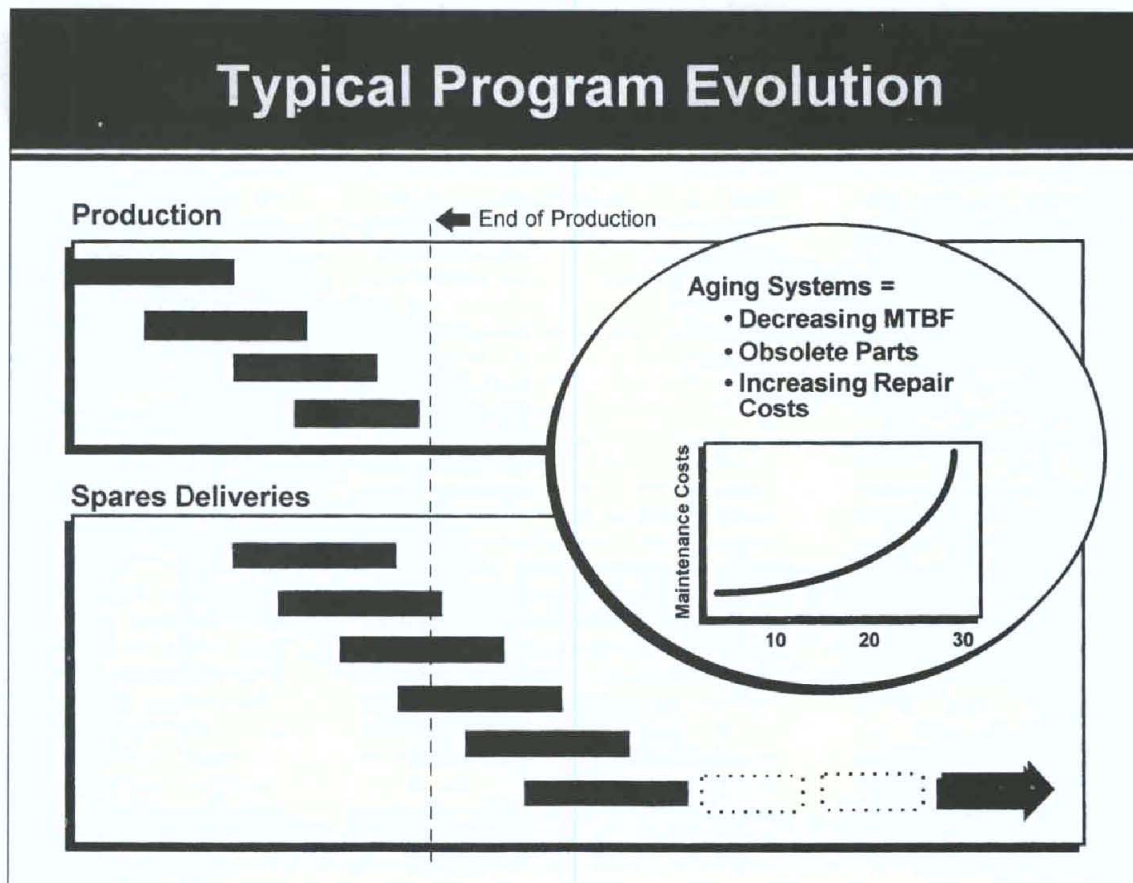 Typical Program Evolution
Production
End of Production
Aging Systems =
• Decreasing MTBF
• Obsolete Parts
• Increasing Repair
Costs
Maintenance Costs
10 20 30
Spares Deliveries